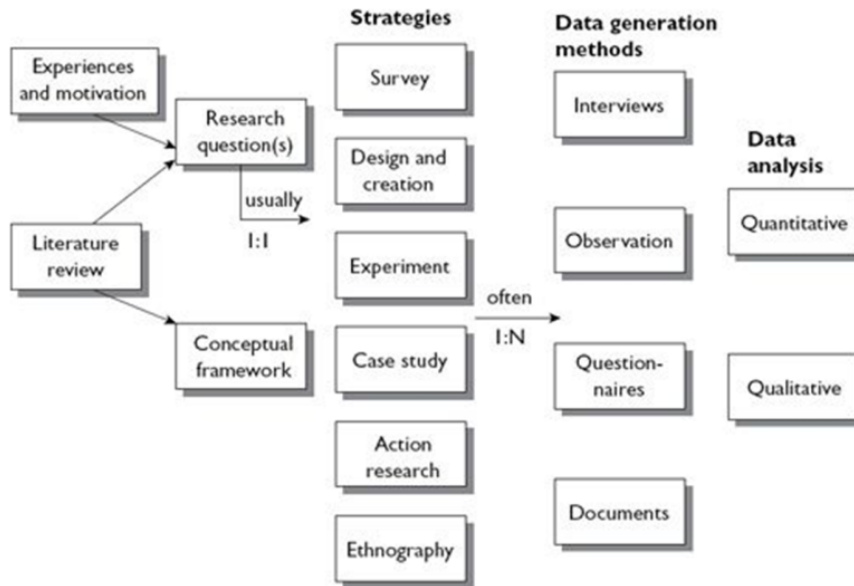 Strategies
Data generation
methods
Experiences
and motivation
Research
question(s)
usually
1:1
Literature
review
Conceptual
framework
Survey
Design and
creation
Experiment
Case study
Action
research
Ethnography
often
1:N
Interviews
Observation
Question-
naires
Documents
Data
analysis
Quantitative
Qualitative